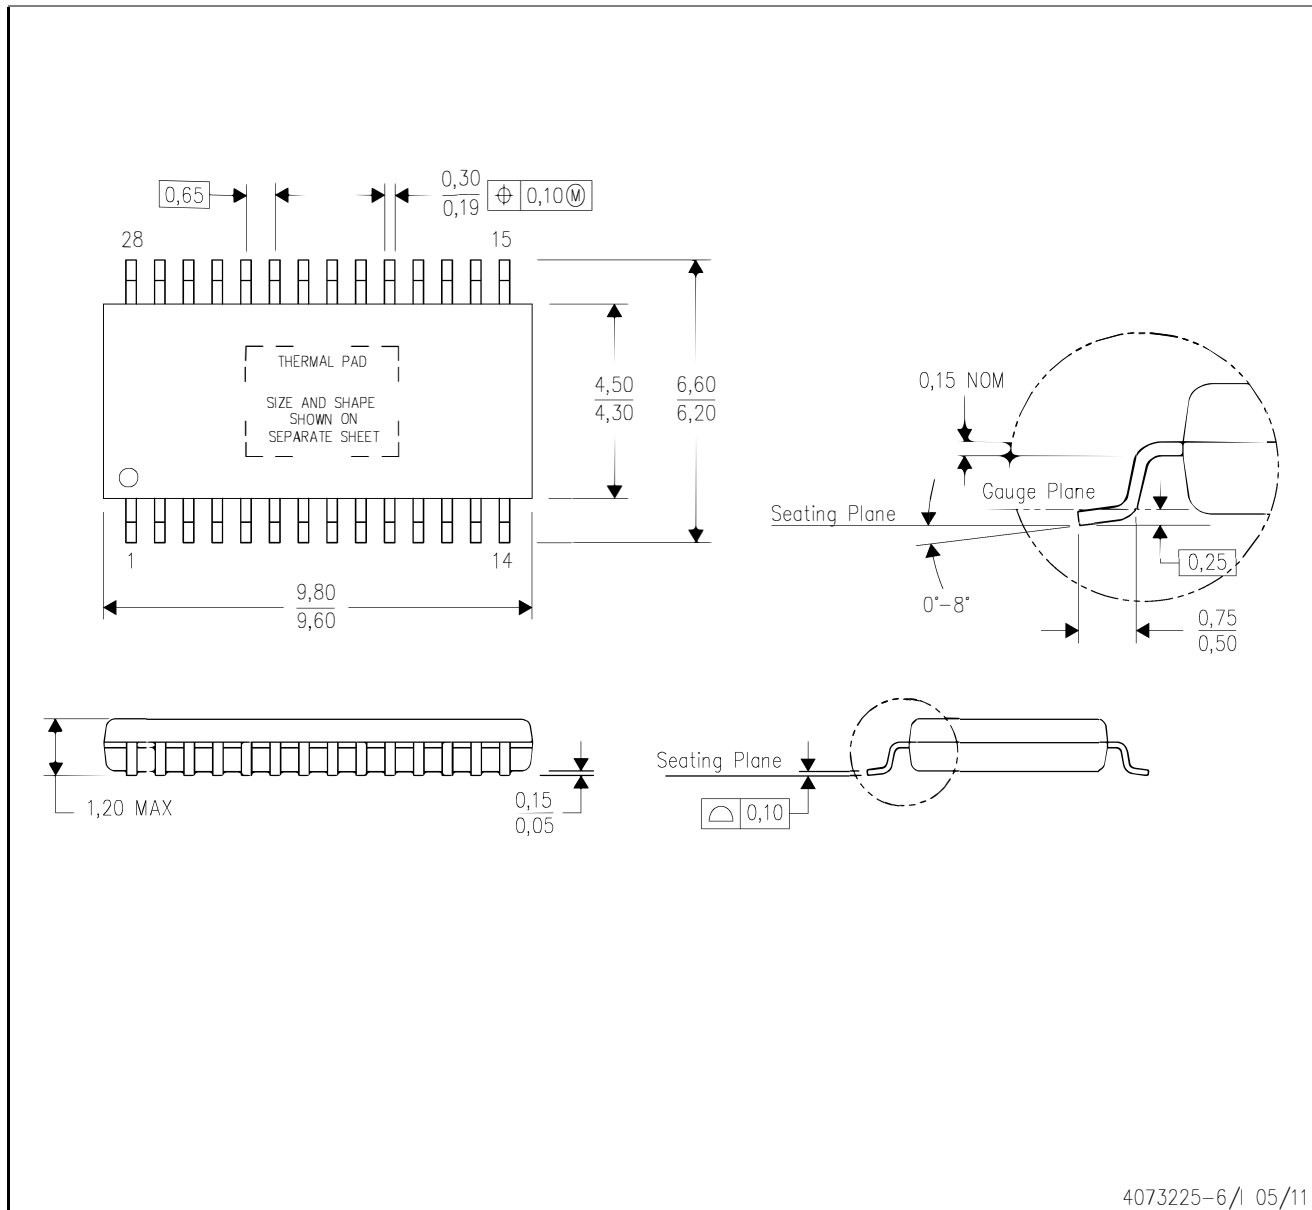 0,65
0,30
0,19
0,10 Ⓜ
28
15
THERMAL PAD
SIZE AND SHAPE
SHOWN ON
SEPARATE SHEET
4,50
4,30
6,60
6,20
1
14
9,80
9,60
0,15 NOM
Gauge Plane
Seating Plane
0,25
0°–8°
0,75
0,50
1,20 MAX
0,15
0,05
Seating Plane
0,10
4073225–6/I 05/11